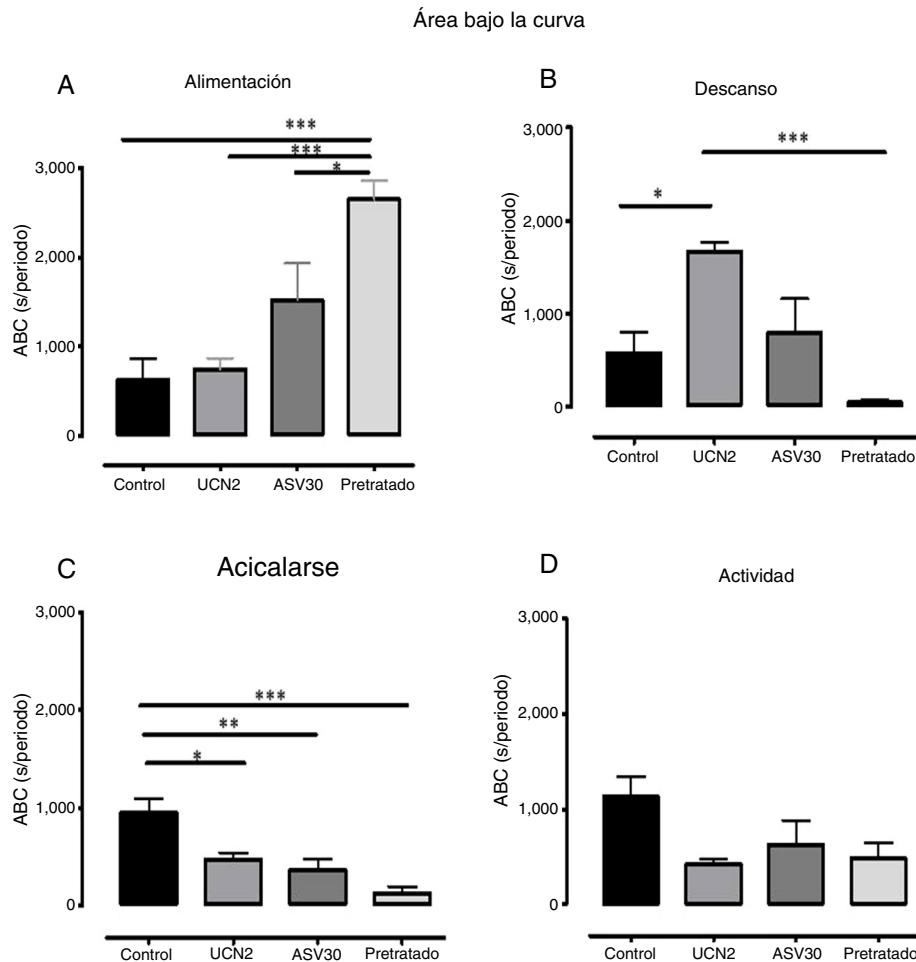 Área bajo la curva
A
Alimentación
***
***
*
3,000
2,000
1,000
0
ABC (s/periodo)
Control UCN2 ASV30 Pretratado
B
Descanso
***
*
3,000
2,000
1,000
0
ABC (s/periodo)
Control UCN2 ASV30 Pretratado
C
Acicalarse
***
**
*
3,000
2,000
1,000
0
ABC (s/periodo)
Control UCN2 ASV30 Pretratado
D
Actividad
3,000
2,000
1,000
0
ABC (s/periodo)
Control UCN2 ASV30 Pretratado